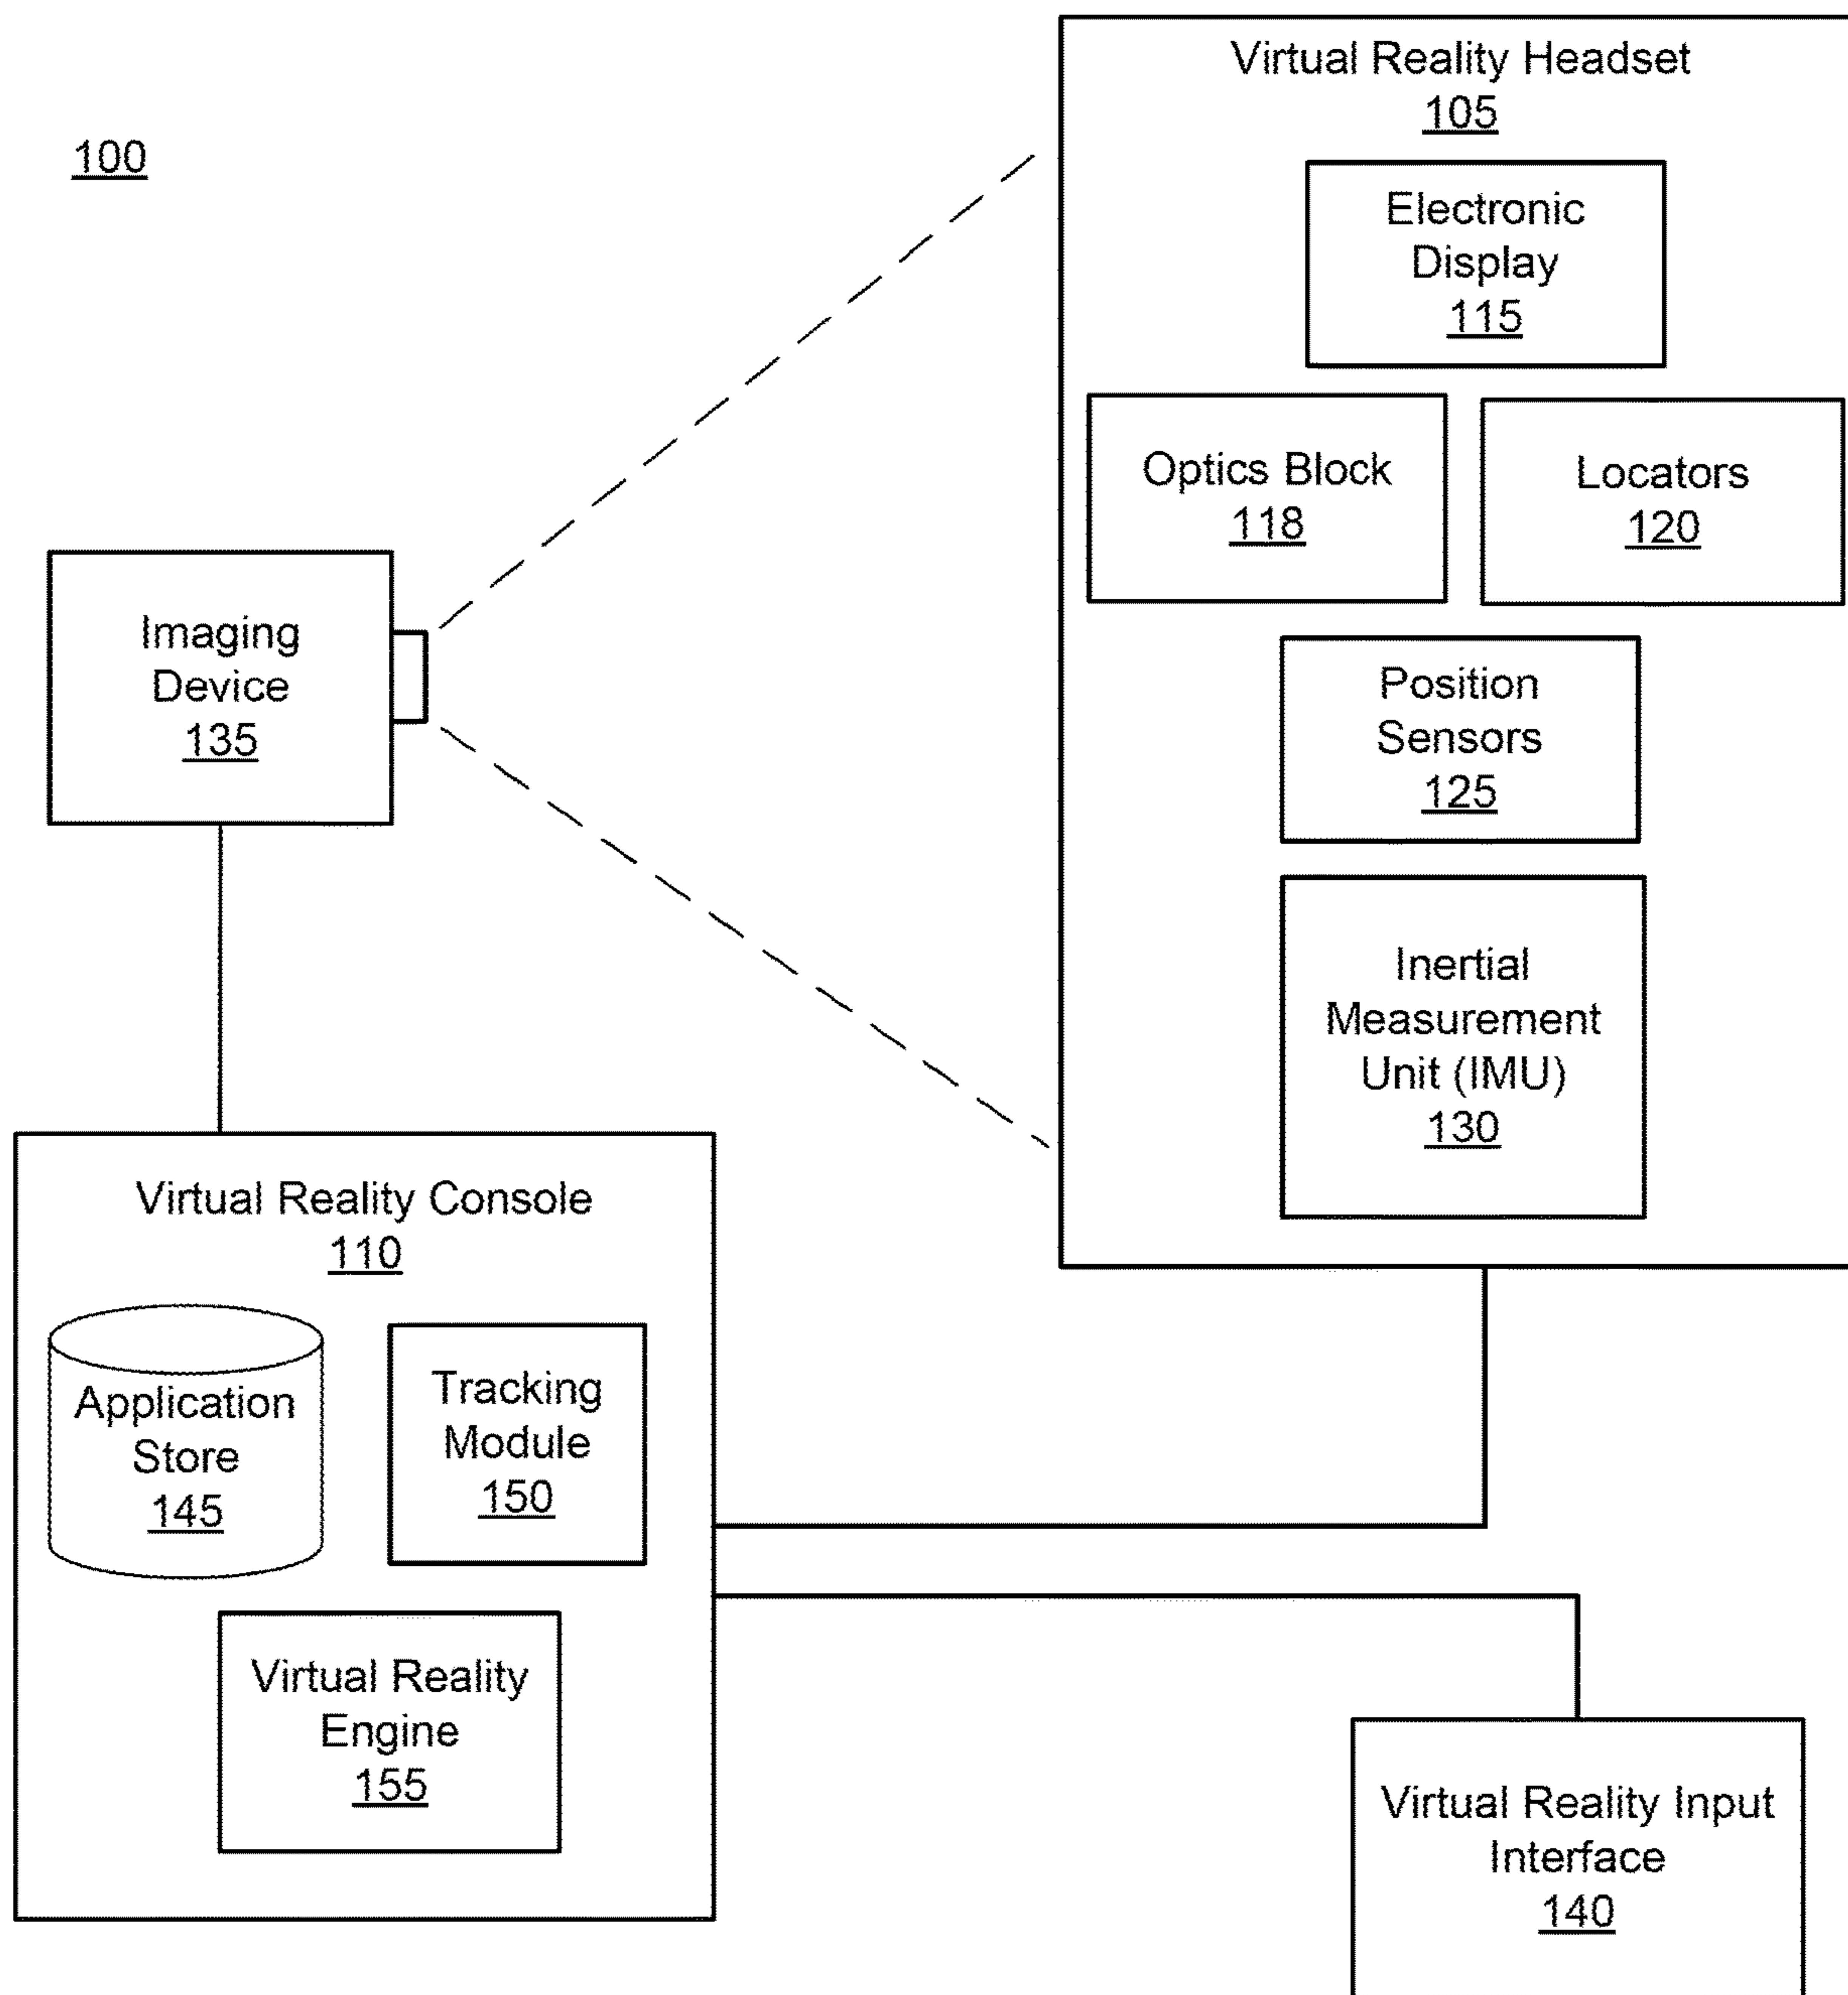 100
Virtual Reality Headset
105
Electronic
Display
115
Optics Block
118
Locators
120
Position
Sensors
125
Inertial
Measurement
Unit (IMU)
130
Imaging
Device
135
Virtual Reality Console
110
Application
Store
145
Tracking
Module
150
Virtual Reality
Engine
155
Virtual Reality Input
Interface
140